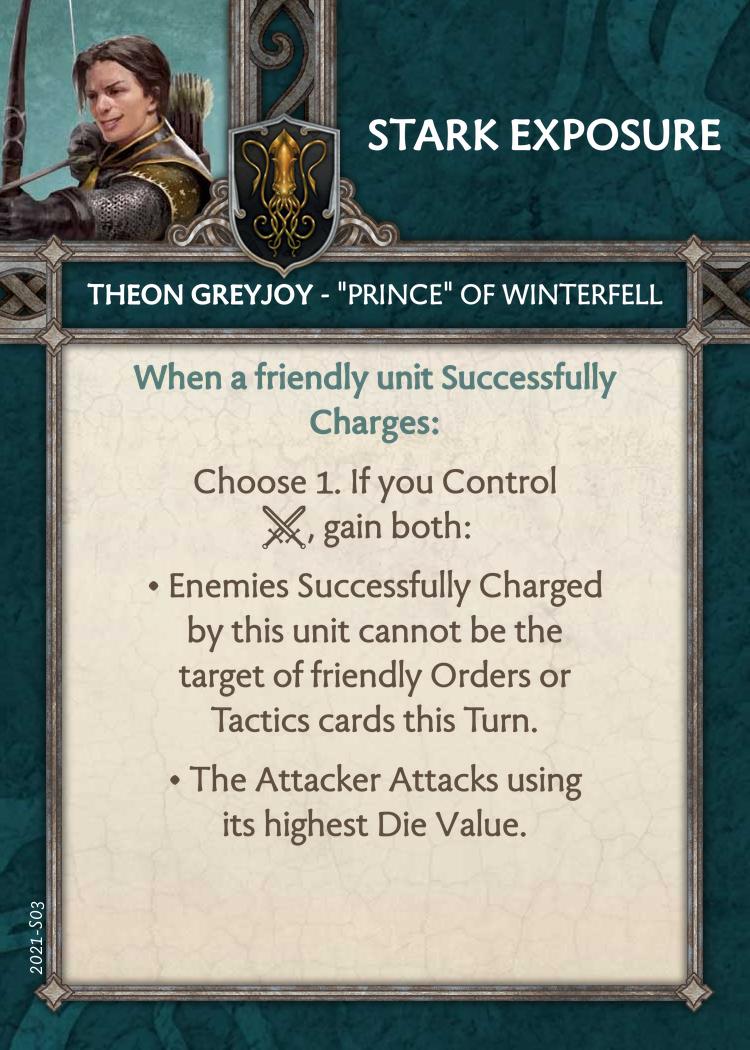 STARK EXPOSURE
THEON GREYJOY - "PRINCE" OF WINTERFELL
When a friendly unit Successfully
Charges:
Choose 1. If you Control
, gain both:
• Enemies Successfully Charged
by this unit cannot be the
target of friendly Orders or
Tactics cards this Turn.
• The Attacker Attacks using
its highest Die Value.
2021-S03